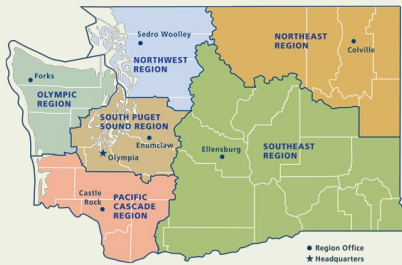 Sedro Woolley
NORTHWEST
REGION
NORTHEAST
REGION
Colville
Forks
OLYMPIC
REGION
SOUTH PUGET
SOUND REGION
Enumclaw
Olympia
Ellensburg
SOUTHEAST
REGION
Castle
Rock
PACIFIC
CASCADE
REGION
Region Office
Headquarters